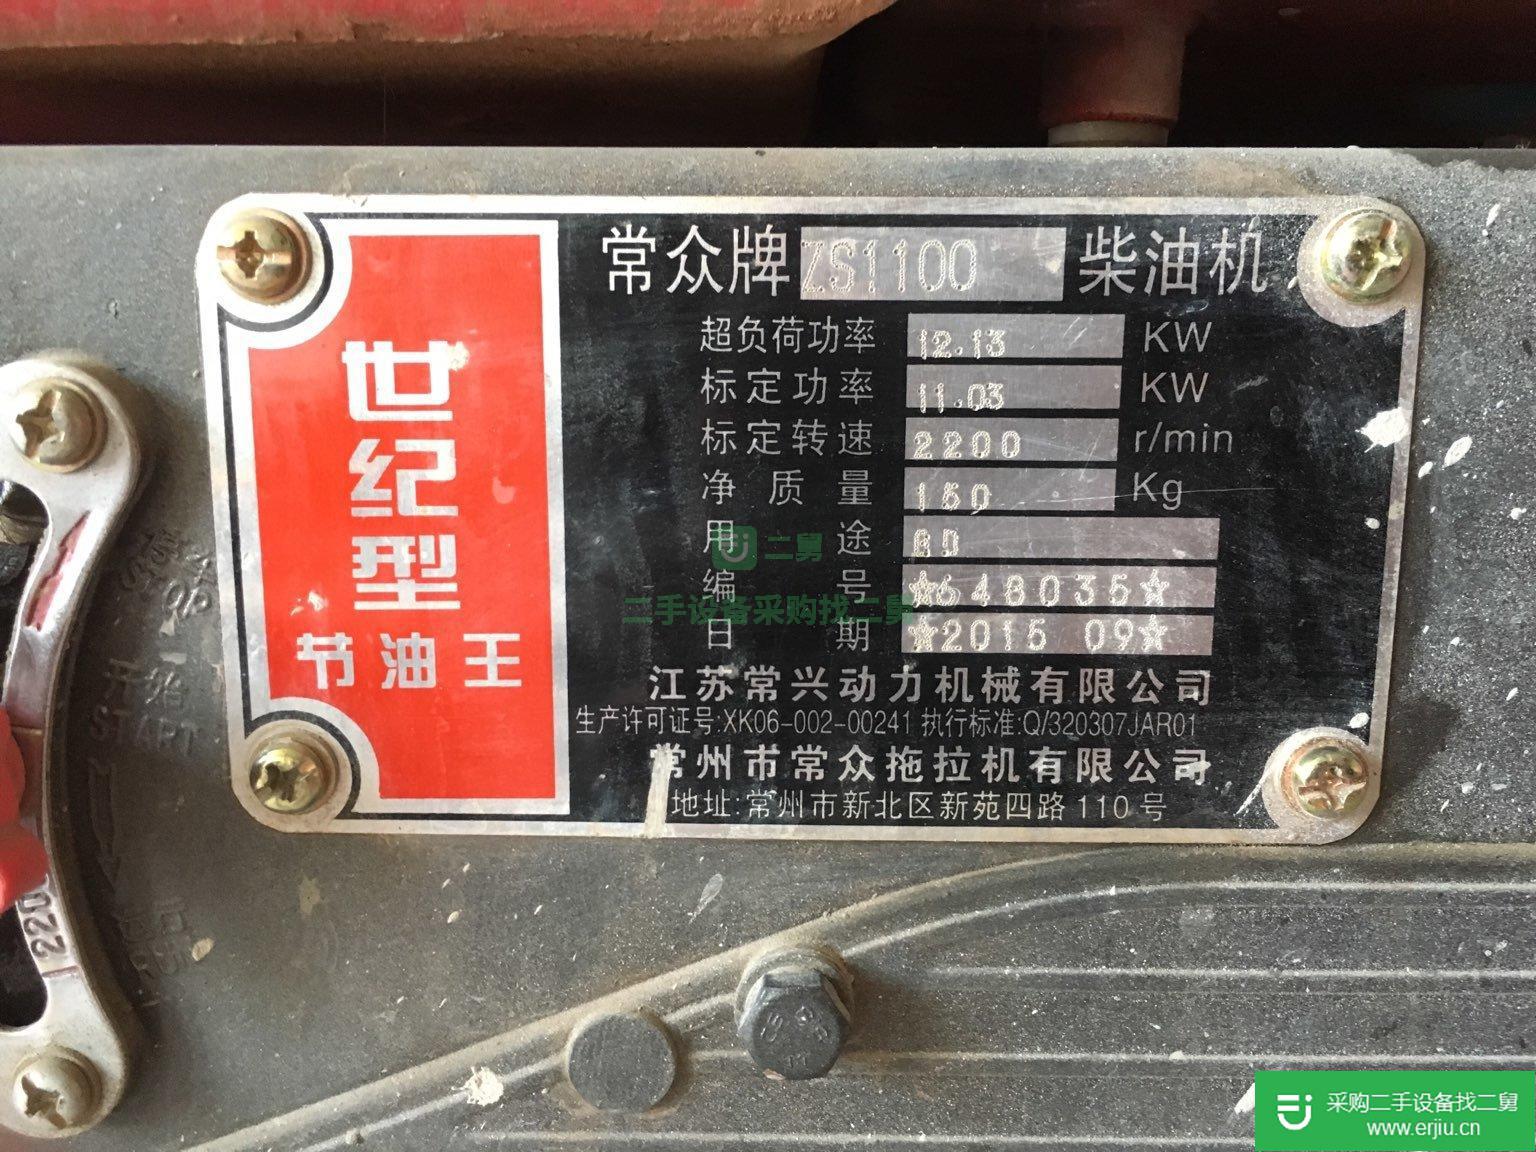 世纪型
节油王
常众牌 ZS1100 柴油机
超负荷功率 12.13 KW
标定功率 11.03 KW
标定转速 2200 r/min
净质量 150 Kg
用途
编号 ☆648035☆
日期 ☆2015 09☆
江苏常兴动力机械有限公司
生产许可证号:XK06-002-00241 执行标准:Q/320307JAR01
常州市常众拖拉机有限公司
地址:常州市新北区新苑四路110号
二舅
二手设备采购找二舅
START
220
采购二手设备找二舅
www.erjiu.cn